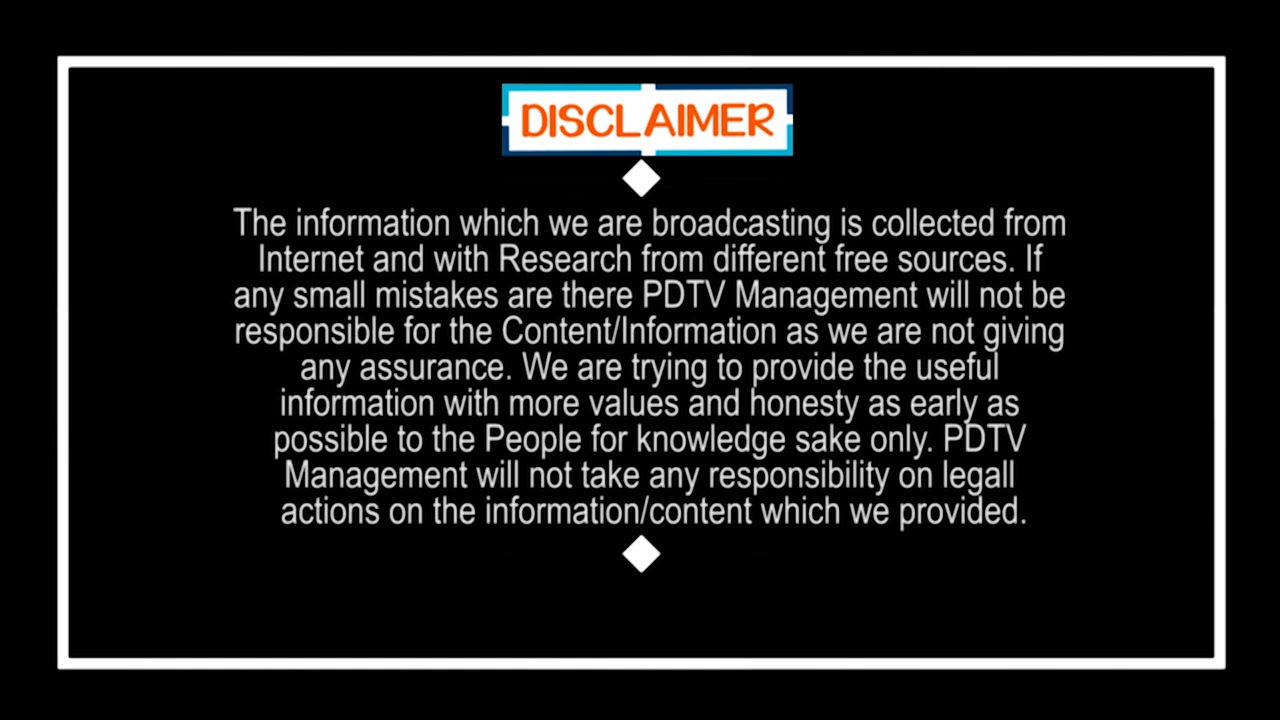 DISCLAIMER
The information which we are broadcasting is collected from
Internet and with Research from different free sources. If
any small mistakes are there PDTV Management will not be
responsible for the Content/Information as we are not giving
any assurance. We are trying to provide the useful
information with more values and honesty as early as
possible to the People for knowledge sake only. PDTV
Management will not take any responsibility on legall
actions on the information/content which we provided.